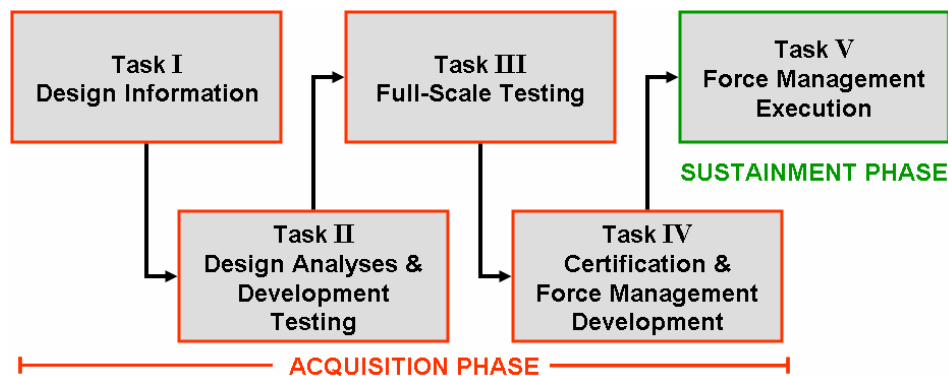 Task I
Design Information
Task II
Design Analyses &
Development
Testing
Task III
Full-Scale Testing
Task IV
Certification &
Force Management
Development
Task V
Force Management
Execution
SUSTAINMENT PHASE
ACQUISITION PHASE